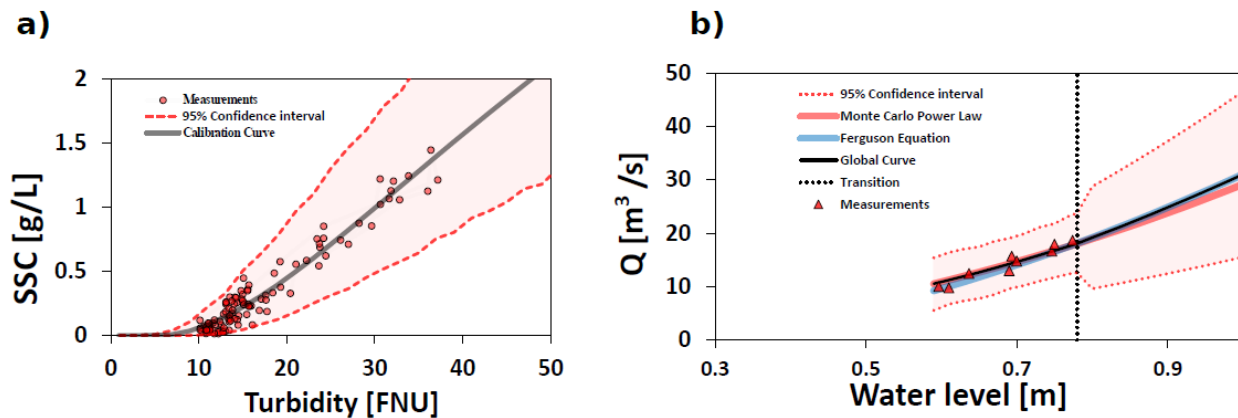 a)
SSC [g/L]
2
1.5
1
0.5
0
Measurements
95% Confidence interval
Calibration Curve
0 10 20 30 40 50
Turbidity [FNU]
b)
Q [m³ /s]
50
40
30
20
10
0
95% Confidence interval
Monte Carlo Power Law
Ferguson Equation
Global Curve
Transition
Measurements
0.3 0.5 0.7 0.9
Water level [m]